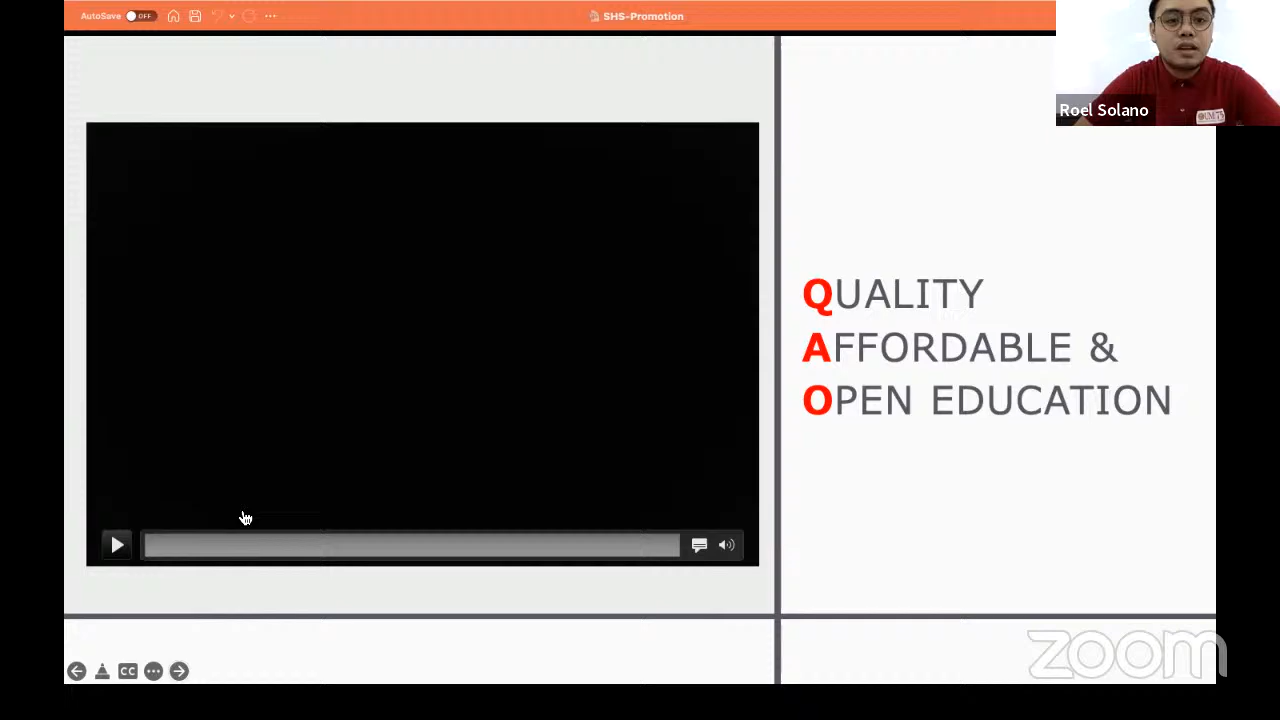 AutoSave OFF
SHS-Promotion
Roel Solano
QUALITY
AFFORDABLE &
OPEN EDUCATION
CC
zoom